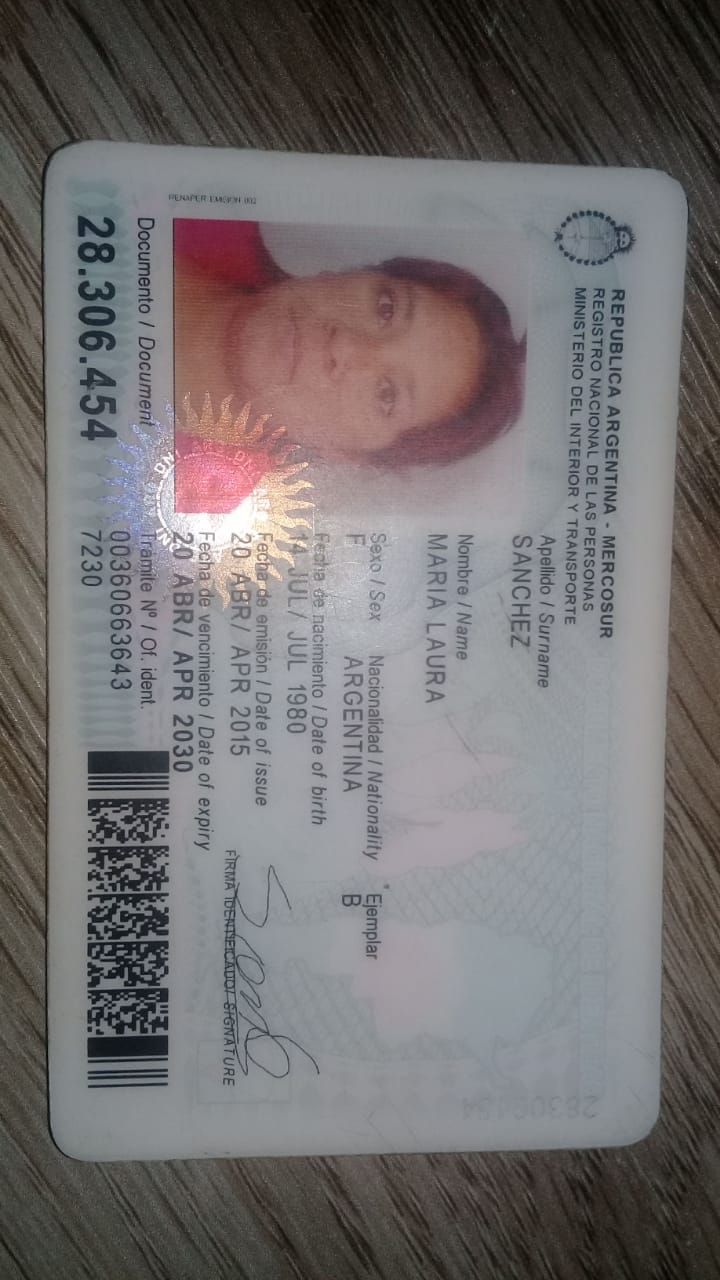 REPUBLICA ARGENTINA - MERCOSUR
REGISTRO NACIONAL DE LAS PERSONAS
MINISTERIO DEL INTERIOR Y TRANSPORTE
RENAPER EMISION 002
Apellido / Surname
SANCHEZ
Nombre / Name
MARIA LAURA
Sexo / Sex Nacionalidad / Nationality Ejemplar
F ARGENTINA B
Fecha de nacimiento / Date of birth
14 JUL/ JUL 1980
Fecha de emisión / Date of issue
20 ABR/ APR 2015
Fecha de vencimiento / Date of expiry
20 ABR/ APR 2030
FIRMA IDENTIFICADO/ SIGNATURE
Documento / Document
28.306.454
Trámite Nº / Of. ident.
00360663643
7230
DNI
28306454